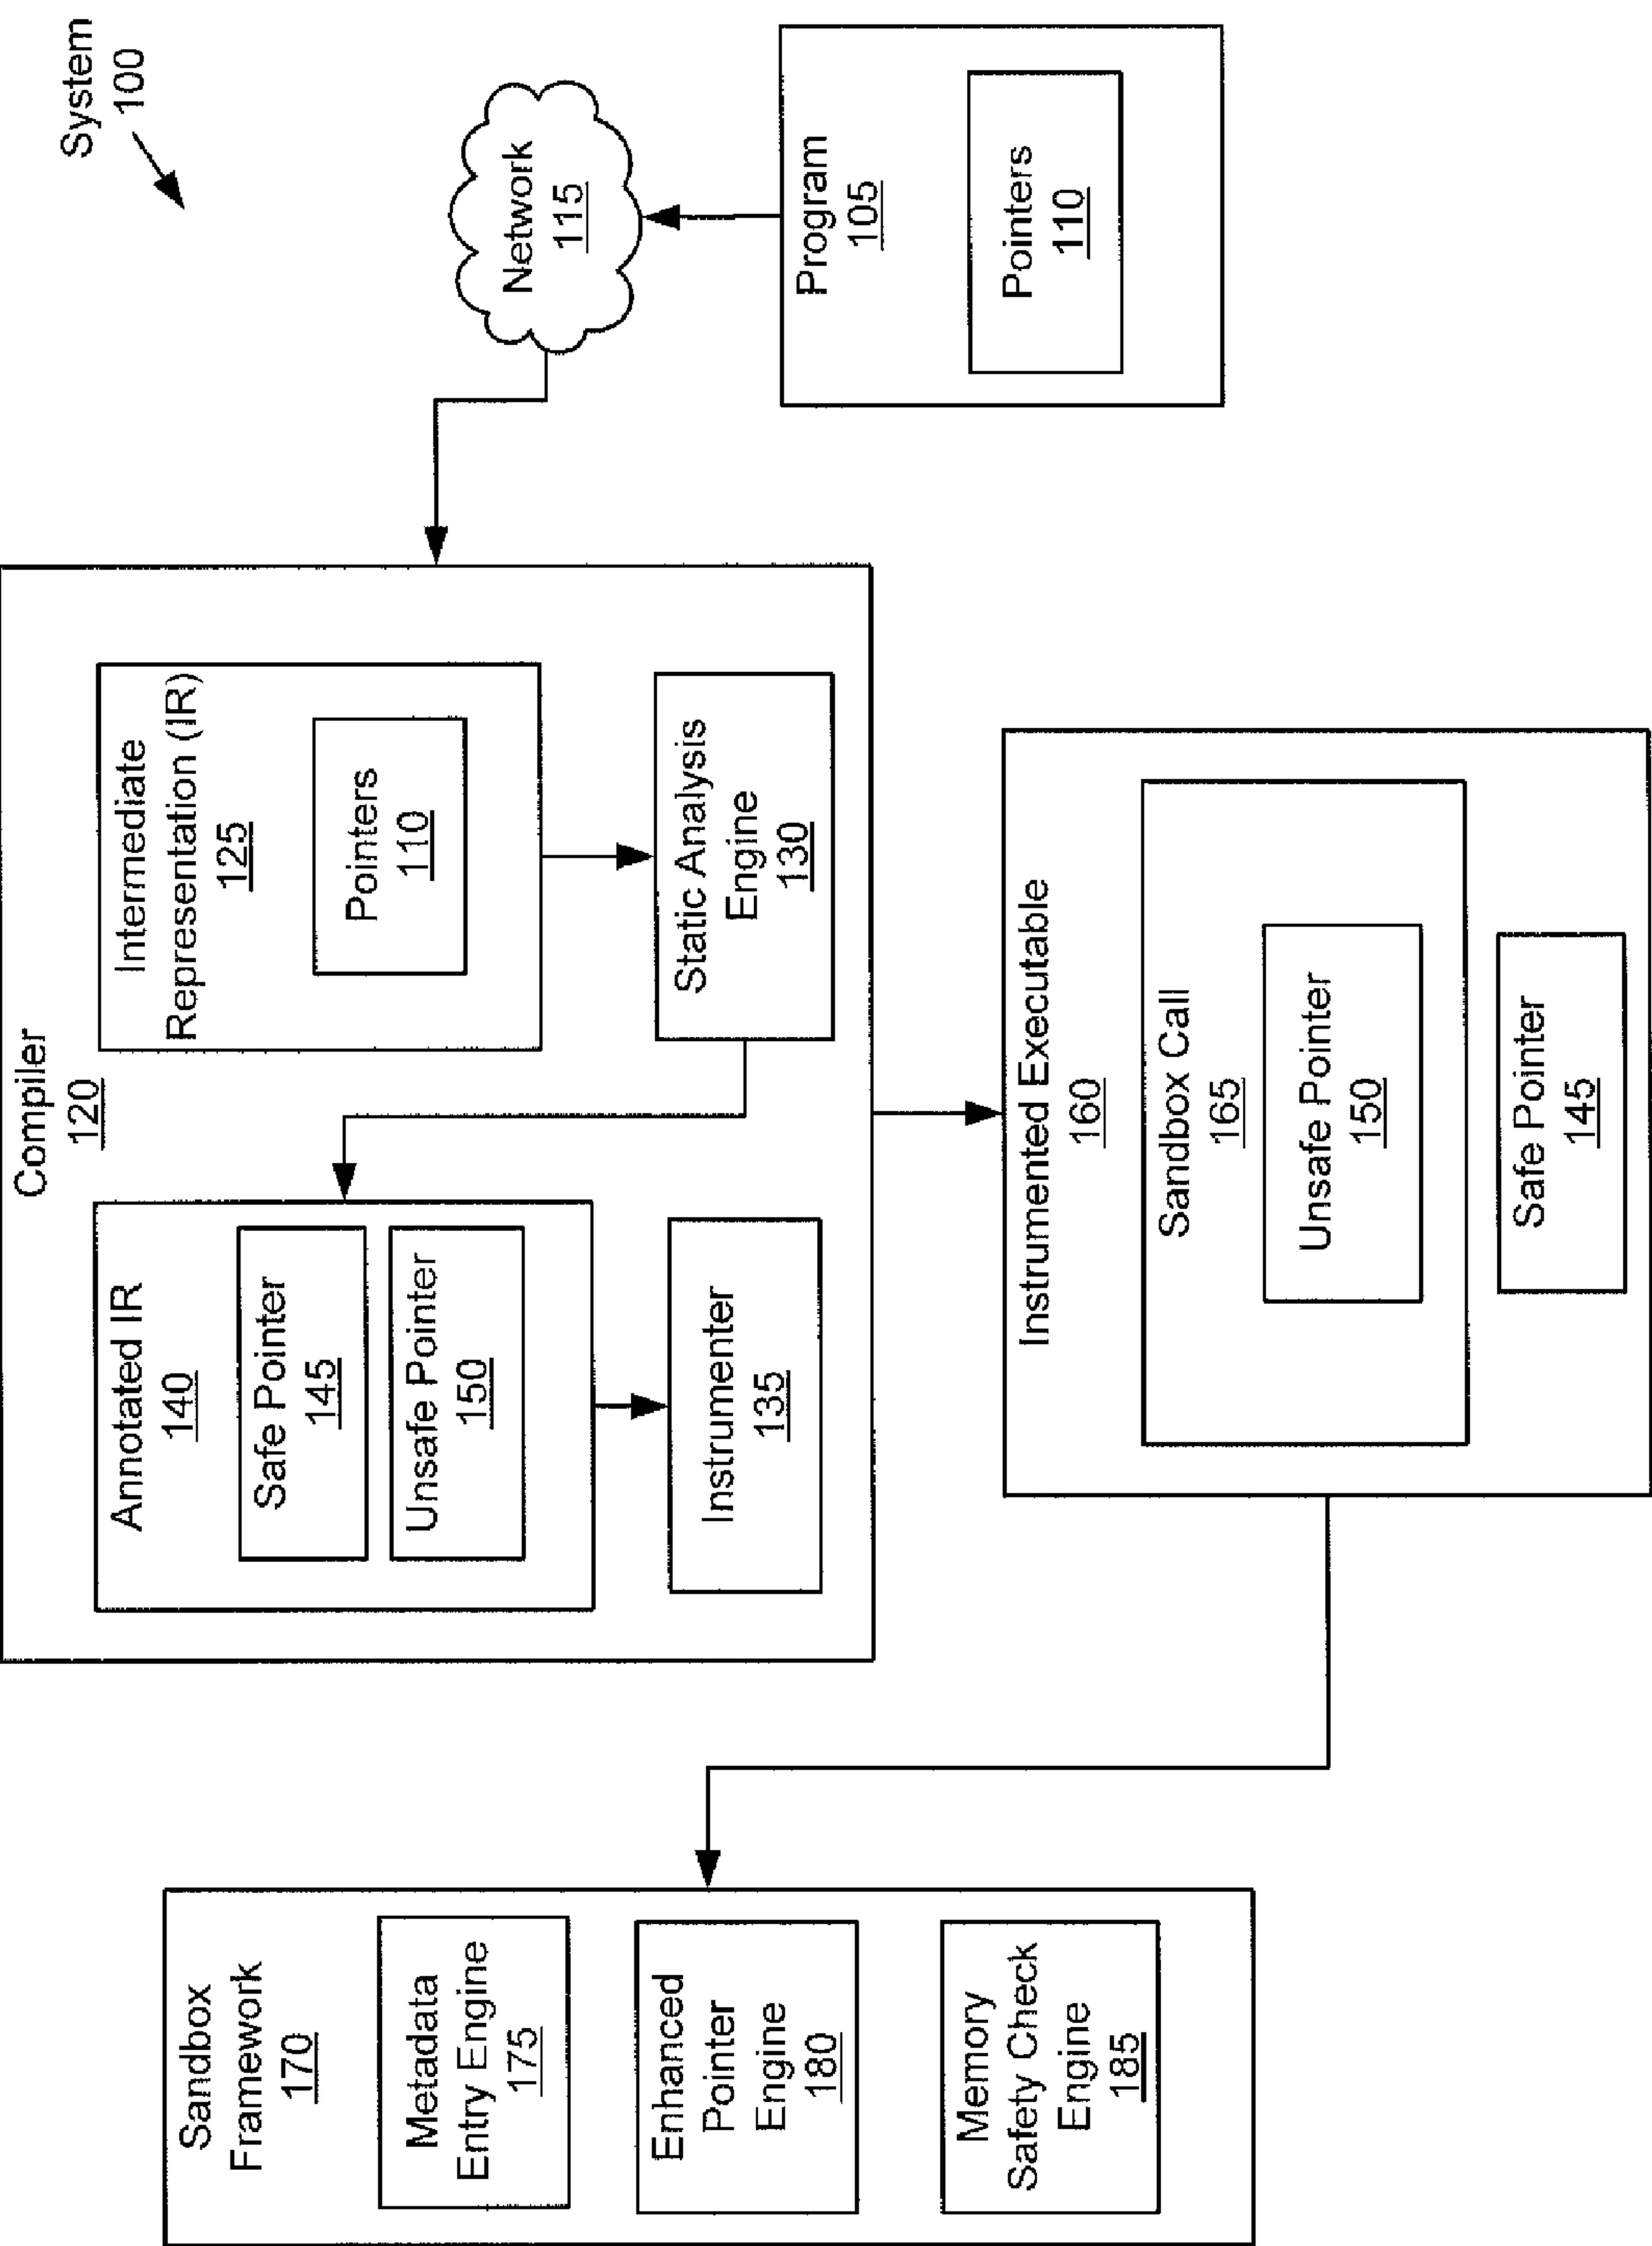 System
100
Network
115
Program
105
Pointers
110
Compiler
120
Intermediate
Representation (IR)
125
Pointers
110
Static Analysis
Engine
130
Annotated IR
140
Safe Pointer
145
Unsafe Pointer
150
Instrumenter
135
Instrumented Executable
160
Sandbox Call
165
Unsafe Pointer
150
Safe Pointer
145
Sandbox
Framework
170
Metadata
Entry Engine
175
Enhanced
Pointer
Engine
180
Memory
Safety Check
Engine
185